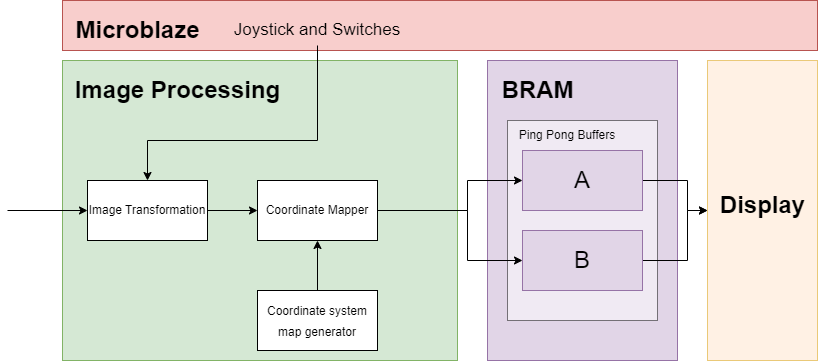 Microblaze
Joystick and Switches
Image Processing
BRAM
Ping Pong Buffers
A
Image Transformation
Coordinate Mapper
Display
B
Coordinate system
map generator